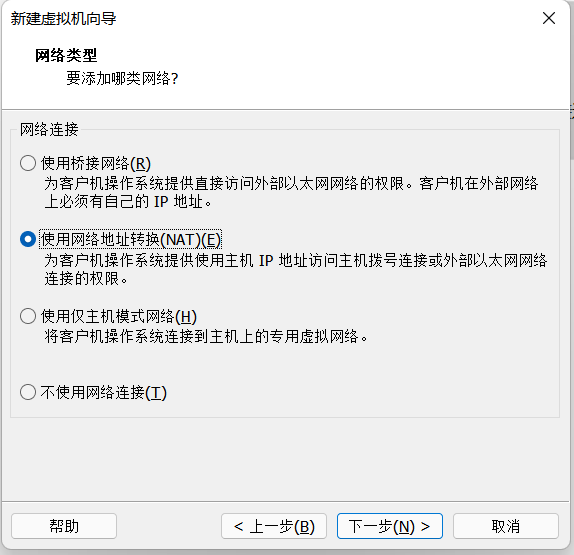 新建虚拟机向导
网络类型
要添加哪类网络?
网络连接
使用桥接网络(R)
为客户机操作系统提供直接访问外部以太网网络的权限。客户机在外部网络
上必须有自己的 IP 地址。
使用网络地址转换(NAT)(E)
为客户机操作系统提供使用主机 IP 地址访问主机拨号连接或外部以太网网络
连接的权限。
使用仅主机模式网络(H)
将客户机操作系统连接到主机上的专用虚拟网络。
不使用网络连接(T)
帮助
< 上一步(B)
下一步(N) >
取消